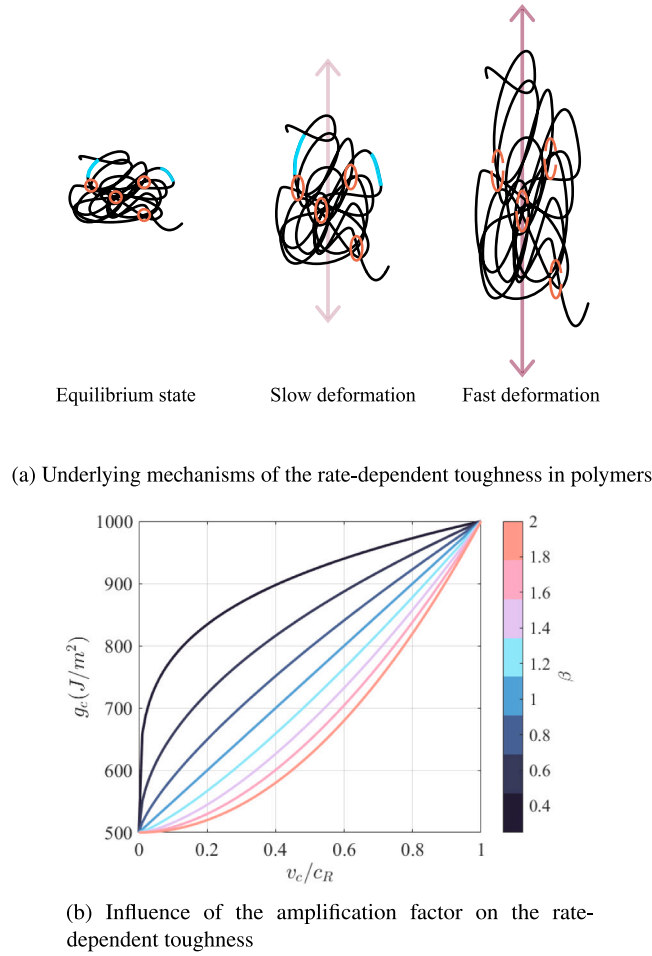 Equilibrium state Slow deformation Fast deformation
(a) Underlying mechanisms of the rate-dependent toughness in polymers
1000
900
800
700
600
500
g_c(J/m^2)
0 0.2 0.4 0.6 0.8 1
v_c/c_R
2
1.8
1.6
1.4
1.2
1
0.8
0.6
0.4
β
(b) Influence of the amplification factor on the rate-
dependent toughness